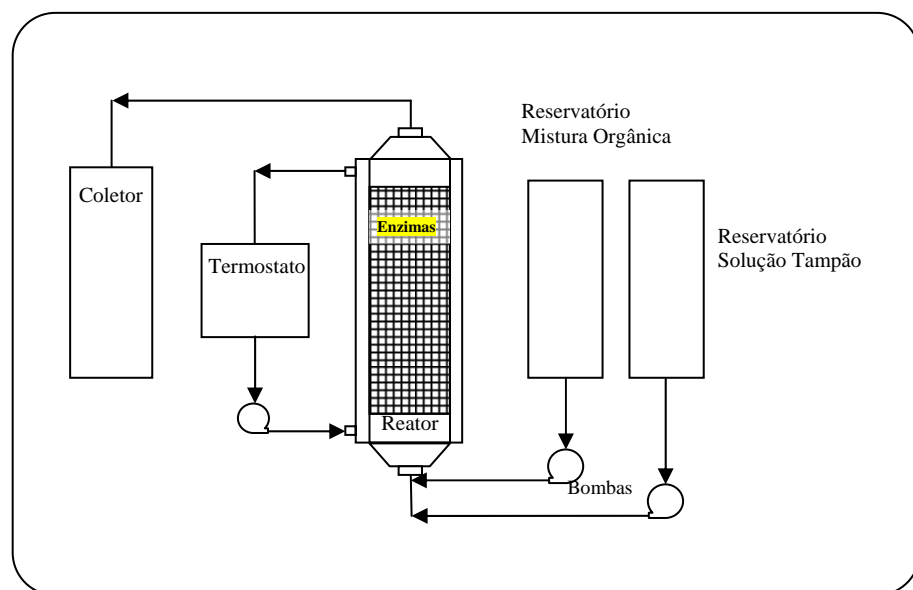 Reservatório
Mistura Orgânica
Coletor
Enzimas
Reservatório
Solução Tampão
Termostato
Reator
Bombas